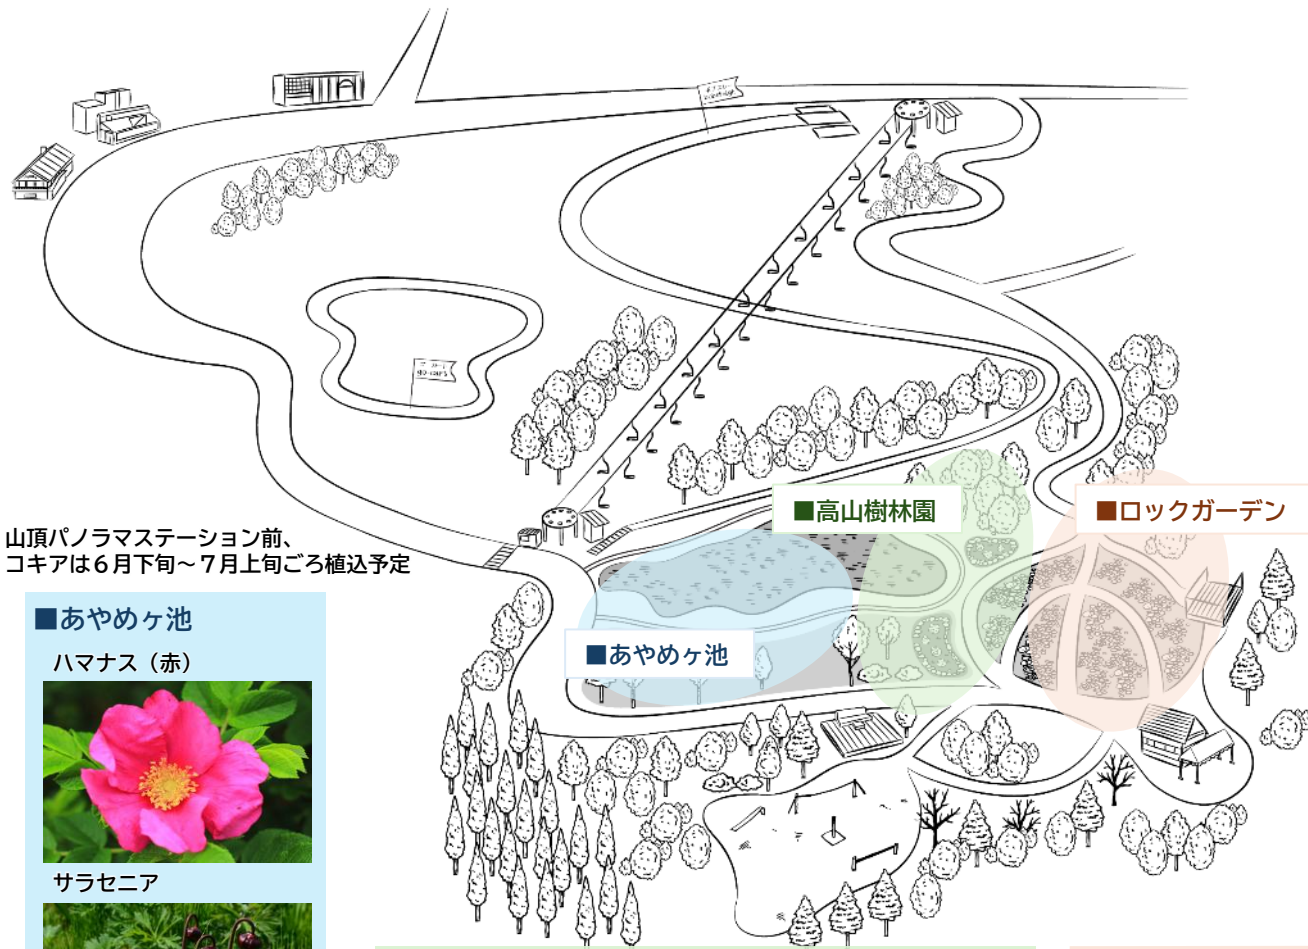 ■高山樹林園
■ロックガーデン
山頂パノラマステーション前、
コキアは６月下旬～７月上旬ごろ植込予定
■あやめヶ池
■あやめヶ池
ハマナス（赤）
サラセニア